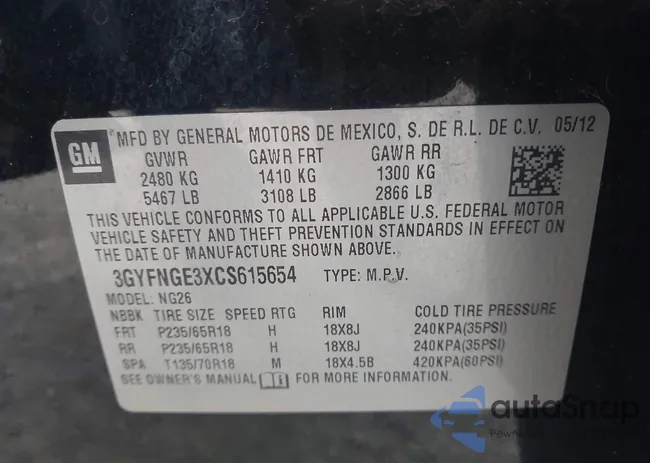 GM
MFD BY GENERAL MOTORS DE MEXICO, S. DE R.L. DE C.V. 05/12
GVWR GAWR FRT GAWR RR
2480 KG 1410 KG 1300 KG
5467 LB 3108 LB 2866 LB
THIS VEHICLE CONFORMS TO ALL APPLICABLE U.S. FEDERAL MOTOR
VEHICLE SAFETY AND THEFT PREVENTION STANDARDS IN EFFECT ON
THE DATE OF MANUFACTURE SHOWN ABOVE.
3GYFNGE3XCS615654 TYPE: M.P.V.
MODEL: NG26
NBBK TIRE SIZE SPEED RTG RIM COLD TIRE PRESSURE
FRT P235/65R18 H 18X8J 240KPA(35PSI)
RR P235/65R18 H 18X8J 240KPA(35PSI)
SPA T135/70R18 M 18X4.5B 420KPA(60PSI)
SEE OWNER'S MANUAL FOR MORE INFORMATION.
autoSnap